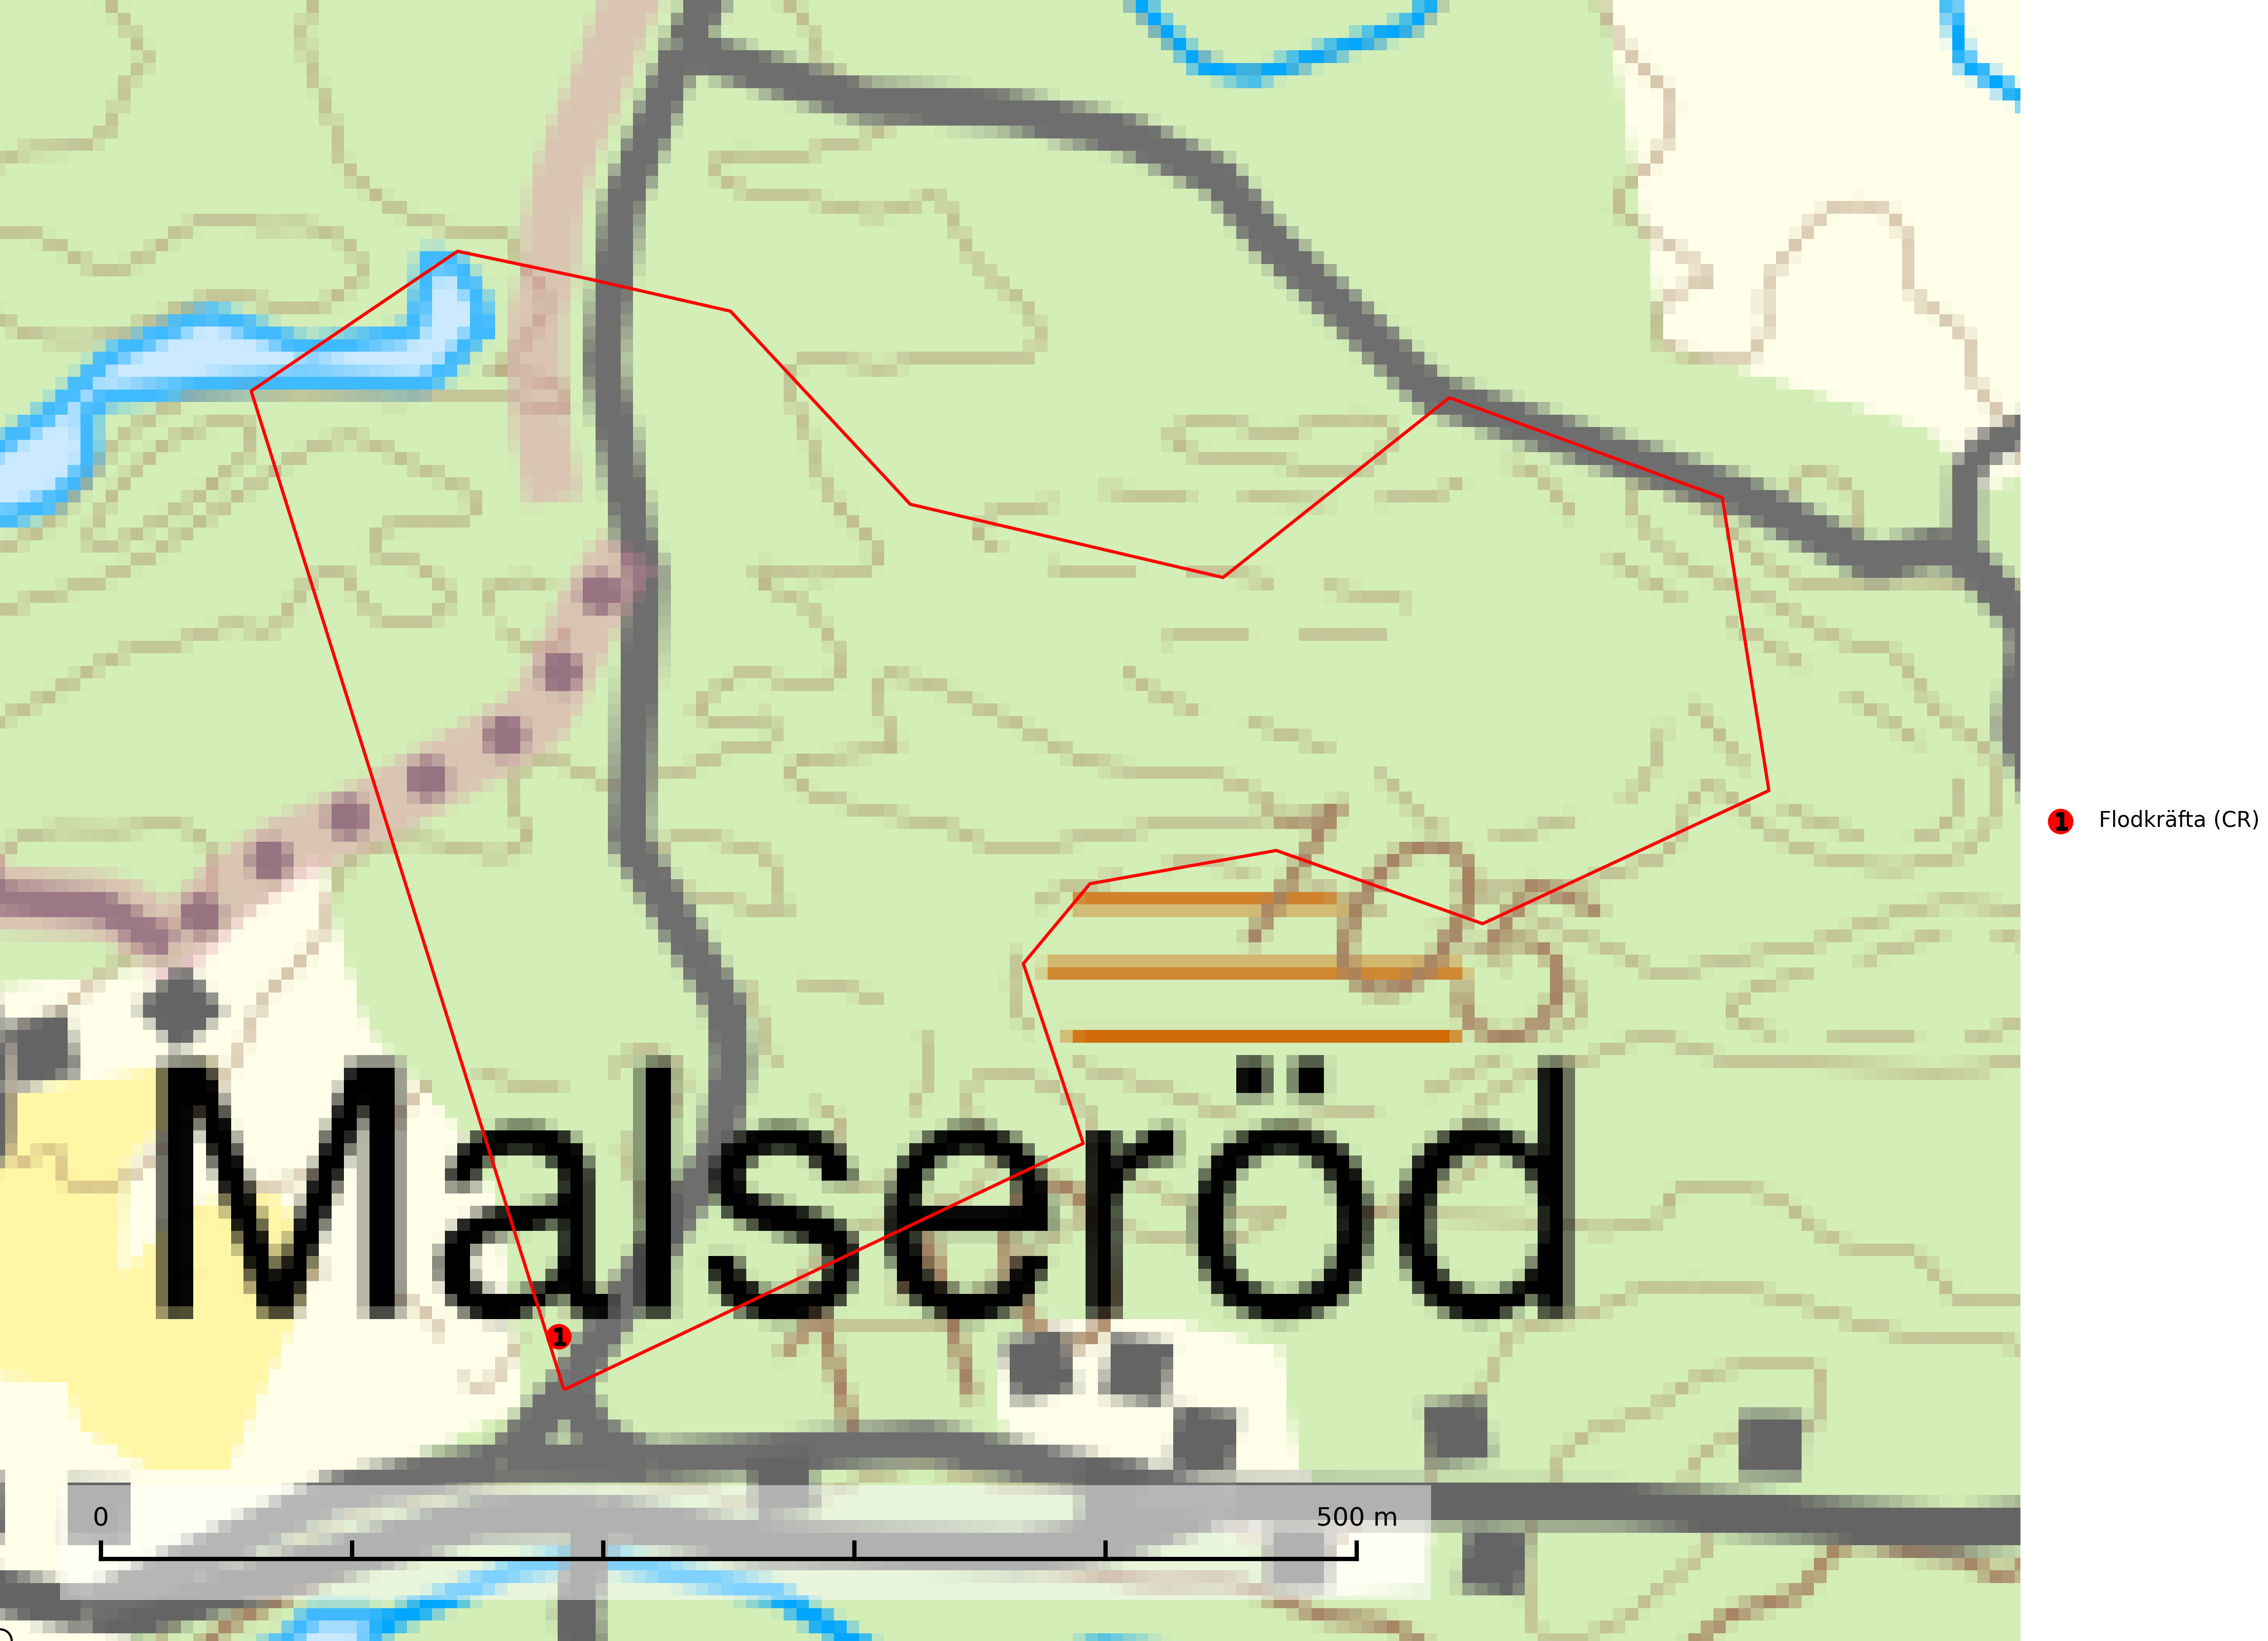 Malseröd
1 Flodkräfta (CR)
1
0 500 m